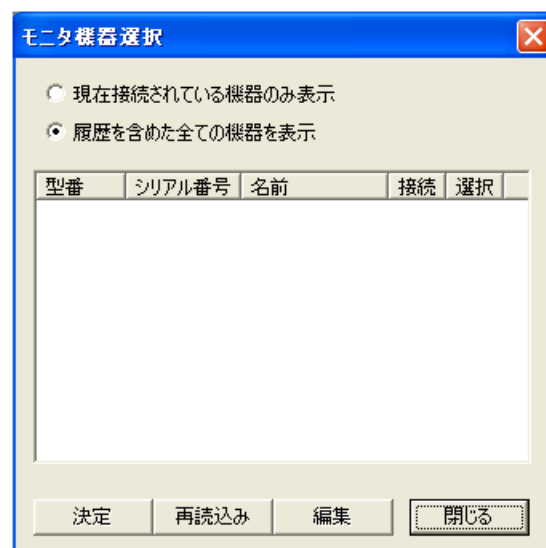 モニタ機器選択
現在接続されている機器のみ表示
履歴を含めた全ての機器を表示
型番 シリアル番号 名前 接続 選択
決定 再読込み 編集 閉じる